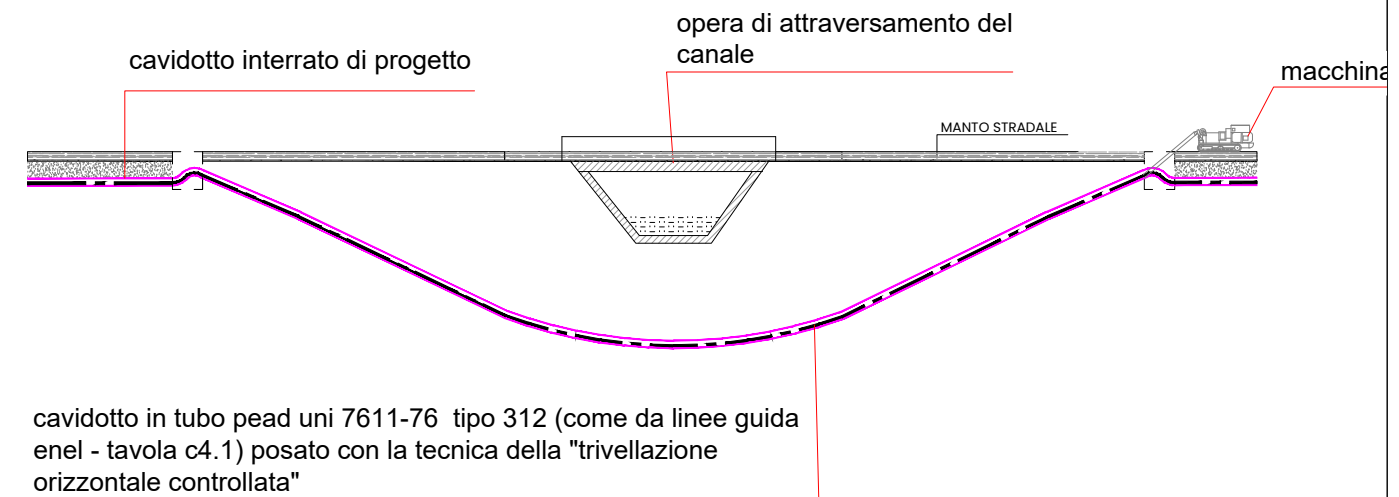 opera di attraversamento del
canale
cavidotto interrato di progetto
macchina
MANTO STRADALE
cavidotto in tubo pead uni 7611-76 tipo 312 (come da linee guida
enel - tavola c4.1) posato con la tecnica della "trivellazione
orizzontale controllata"